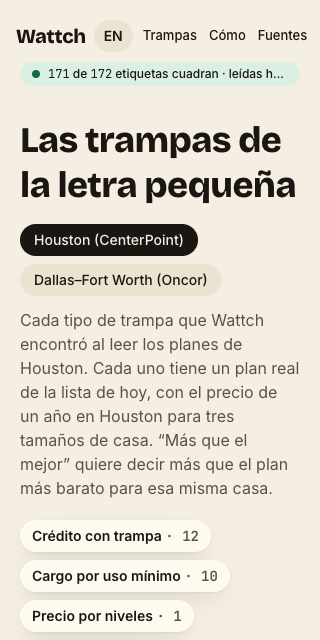 Wattch EN Trampas Cómo Fuentes
171 de 172 etiquetas cuadran · leídas h...
Las trampas de
la letra pequeña
Houston (CenterPoint)
Dallas–Fort Worth (Oncor)
Cada tipo de trampa que Wattch
encontró al leer los planes de
Houston. Cada uno tiene un plan real
de la lista de hoy, con el precio de
un año en Houston para tres
tamaños de casa. “Más que el
mejor” quiere decir más que el plan
más barato para esa misma casa.
Crédito con trampa · 12
Cargo por uso mínimo · 10
Precio por niveles · 1